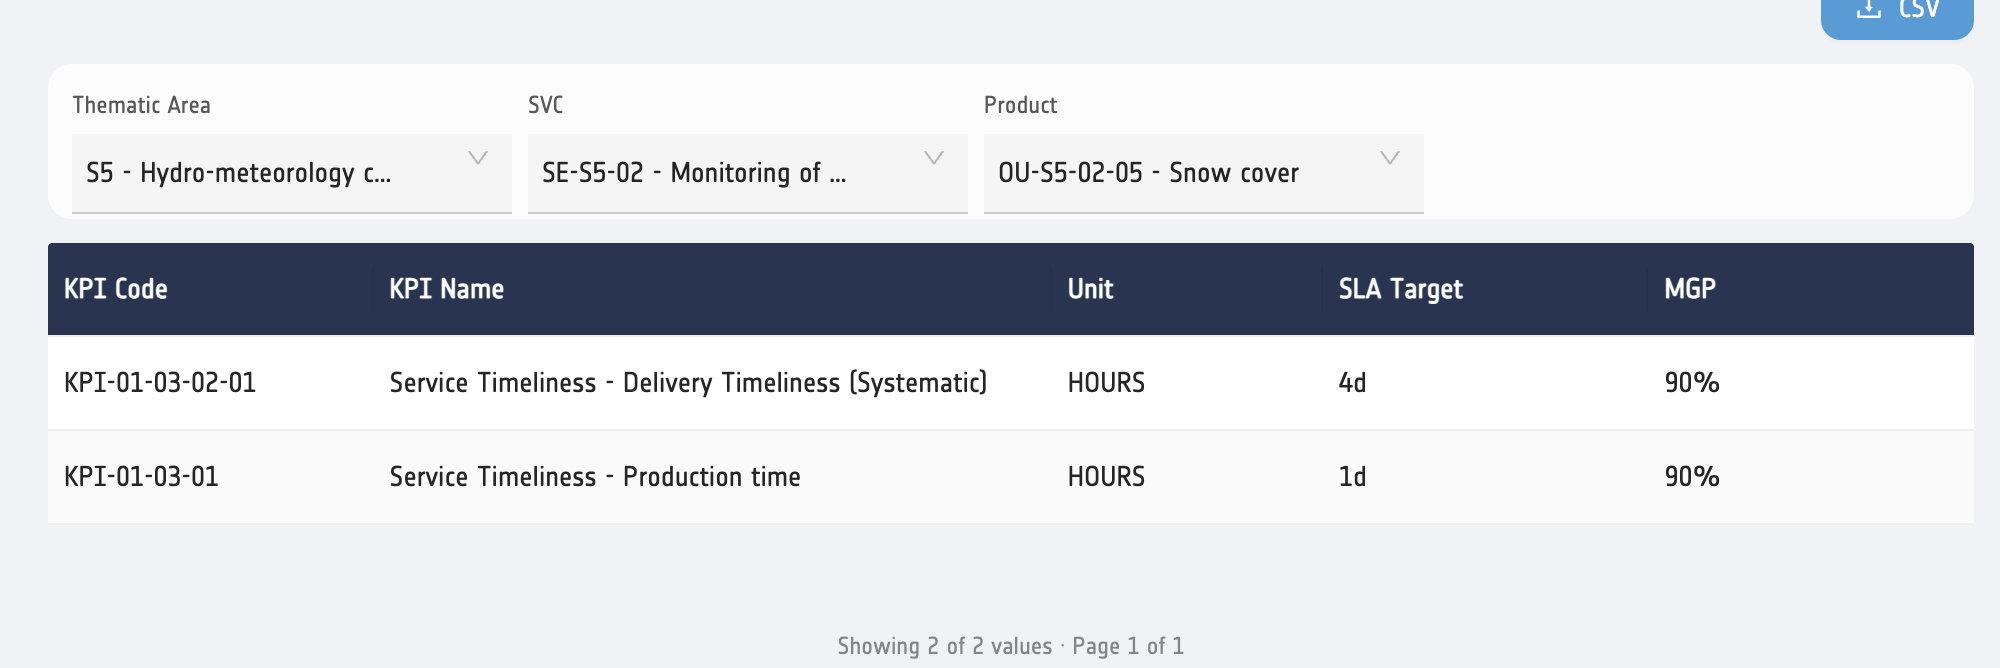 CSV
Thematic Area SVC Product
S5 - Hydro-meteorology c... SE-S5-02 - Monitoring of ... OU-S5-02-05 - Snow cover
KPI Code KPI Name Unit SLA Target MGP
KPI-01-03-02-01 Service Timeliness - Delivery Timeliness (Systematic) HOURS 4d 90%
KPI-01-03-01 Service Timeliness - Production time HOURS 1d 90%
Showing 2 of 2 values · Page 1 of 1